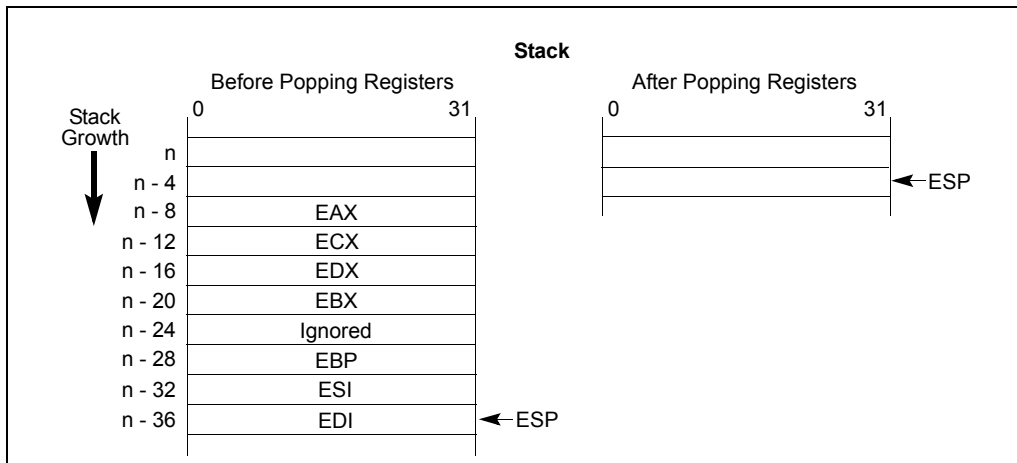 Stack
Before Popping Registers
After Popping Registers
0 31
0 31
Stack
Growth
n
n - 4
ESP
n - 8 EAX
n - 12 ECX
n - 16 EDX
n - 20 EBX
n - 24 Ignored
n - 28 EBP
n - 32 ESI
n - 36 EDI ESP